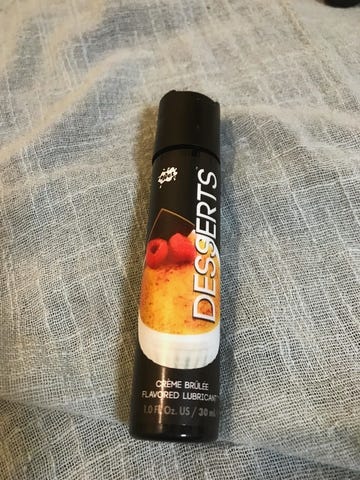 DESSERTS
CRÈME BRÛLÉE
FLAVORED LUBRICANT
1.0 Fl. Oz. US / 30 mL